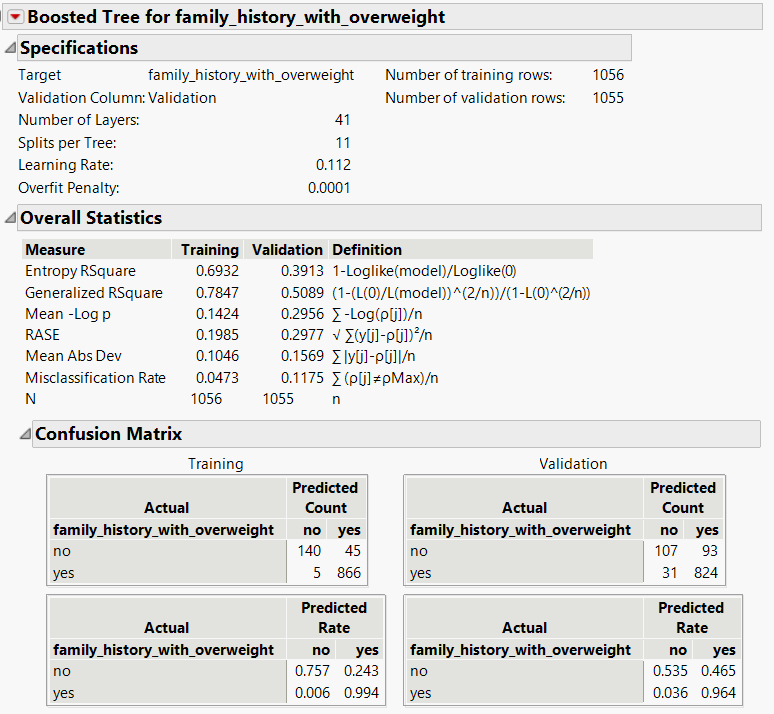 Boosted Tree for family_history_with_overweight
Specifications
Target family_history_with_overweight Number of training rows: 1056
Validation Column: Validation Number of validation rows: 1055
Number of Layers: 41
Splits per Tree: 11
Learning Rate: 0.112
Overfit Penalty: 0.0001
Overall Statistics
Measure Training Validation Definition
Entropy RSquare 0.6932 0.3913 1-Loglike(model)/Loglike(0)
Generalized RSquare 0.7847 0.5089 (1-(L(0)/L(model))^(2/n))/(1-L(0)^(2/n))
Mean -Log p 0.1424 0.2956 ∑ -Log(ρ[j])/n
RASE 0.1985 0.2977 √ ∑(y[j]-ρ[j])²/n
Mean Abs Dev 0.1046 0.1569 ∑ |y[j]-ρ[j]|/n
Misclassification Rate 0.0473 0.1175 ∑ (ρ[j]≠ρMax)/n
N 1056 1055 n
Confusion Matrix
Training Validation
Predicted Predicted
Actual Count Actual Count
family_history_with_overweight no yes family_history_with_overweight no yes
no 140 45 no 107 93
yes 5 866 yes 31 824
Predicted Predicted
Actual Rate Actual Rate
family_history_with_overweight no yes family_history_with_overweight no yes
no 0.757 0.243 no 0.535 0.465
yes 0.006 0.994 yes 0.036 0.964